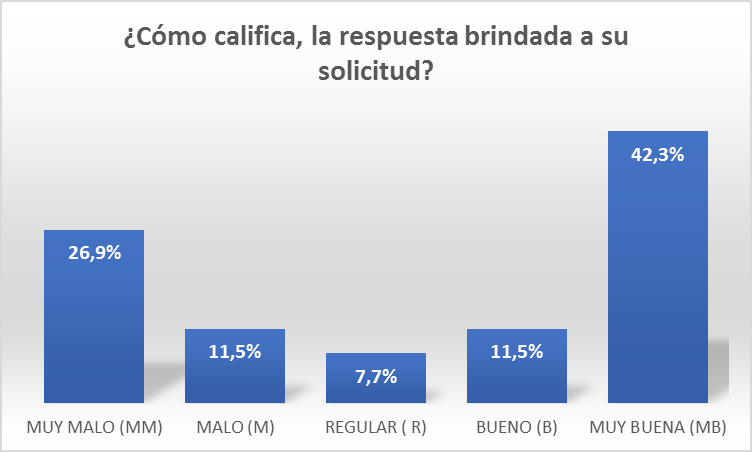 ¿Cómo califica, la respuesta brindada a su
solicitud?
42,3%
26,9%
11,5%
11,5%
7,7%
MUY MALO (MM) MALO (M) REGULAR ( R) BUENO (B) MUY BUENA (MB)